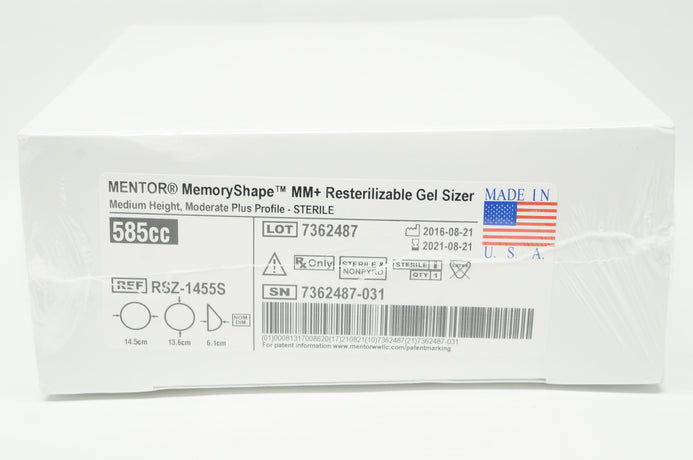 MENTOR® MemoryShape™ MM+ Resterilizable Gel Sizer
Medium Height, Moderate Plus Profile - STERILE
585cc
LOT 7362487
2016-08-21
2021-08-21
Rx Only
STERILE &
NONPYRO
STERILE
QTY 1
REF RSZ-1455S
SN 7362487-031
NOM.
DIM.
14.5cm 13.6cm 6.1cm
(01)00081317008620(17)210821(10)7362487(21)7362487-031
For patent information www.mentorwwllc.com/patentmarking
MADE IN
U. S. A.